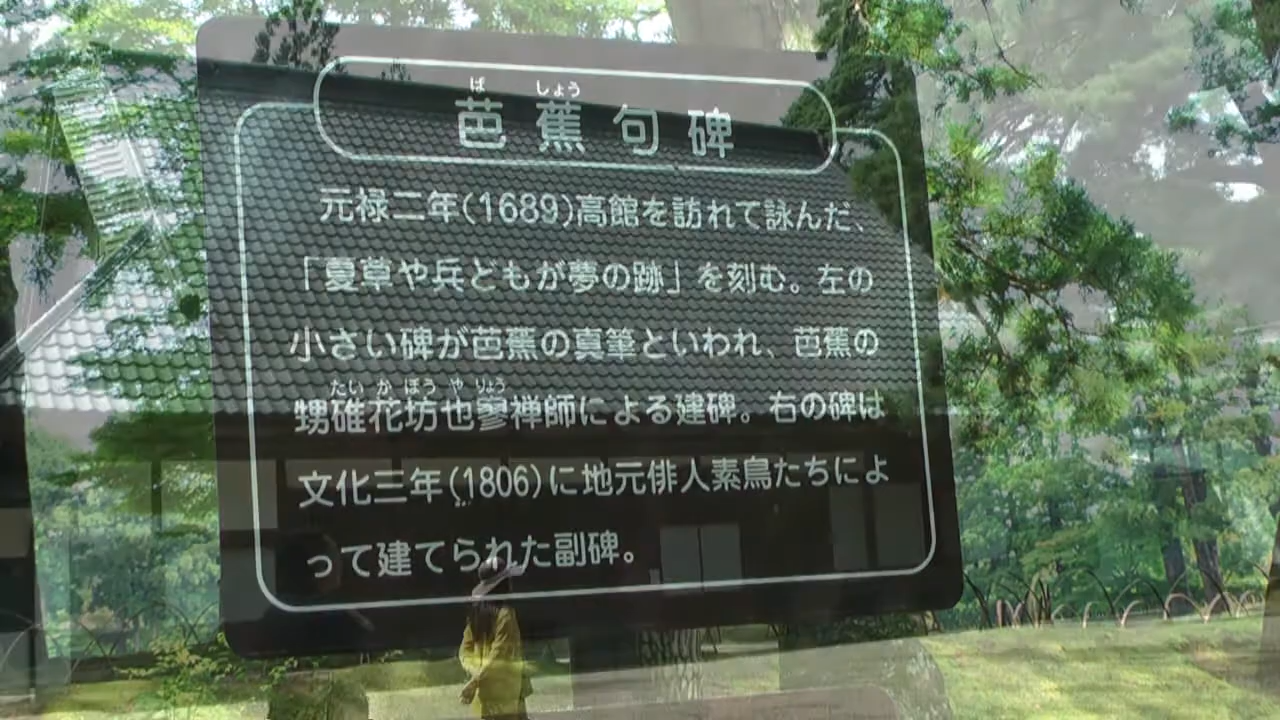 ば しょう
芭蕉句碑
元禄二年(1689)高館を訪れて詠んだ、
「夏草や兵どもが夢の跡」を刻む。左の
小さい碑が芭蕉の真筆といわれ、芭蕉の
たい か ぼう や りょう
甥碓花坊也寥禅師による建碑。右の碑は
文化三年(1806)に地元俳人素鳥たちによ
って建てられた副碑。